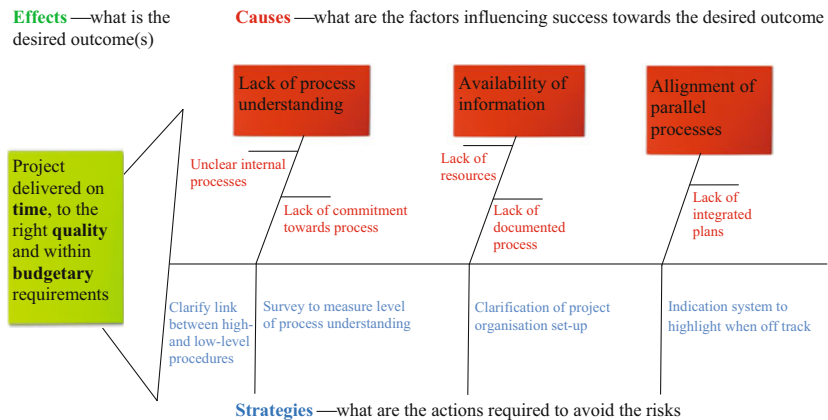 Effects —what is the
desired outcome(s)
Causes —what are the factors influencing success towards the desired outcome
Lack of process
understanding
Availability of
information
Allignment of
parallel
processes
Unclear internal
processes
Lack of commitment
towards process
Lack of
resources
Lack of
documented
process
Lack of
integrated
plans
Project
delivered on
time, to the
right quality
and within
budgetary
requirements
Clarify link
between high-
and low-level
procedures
Survey to measure level
of process understanding
Clarification of project
organisation set-up
Indication system to
highlight when off track
Strategies —what are the actions required to avoid the risks